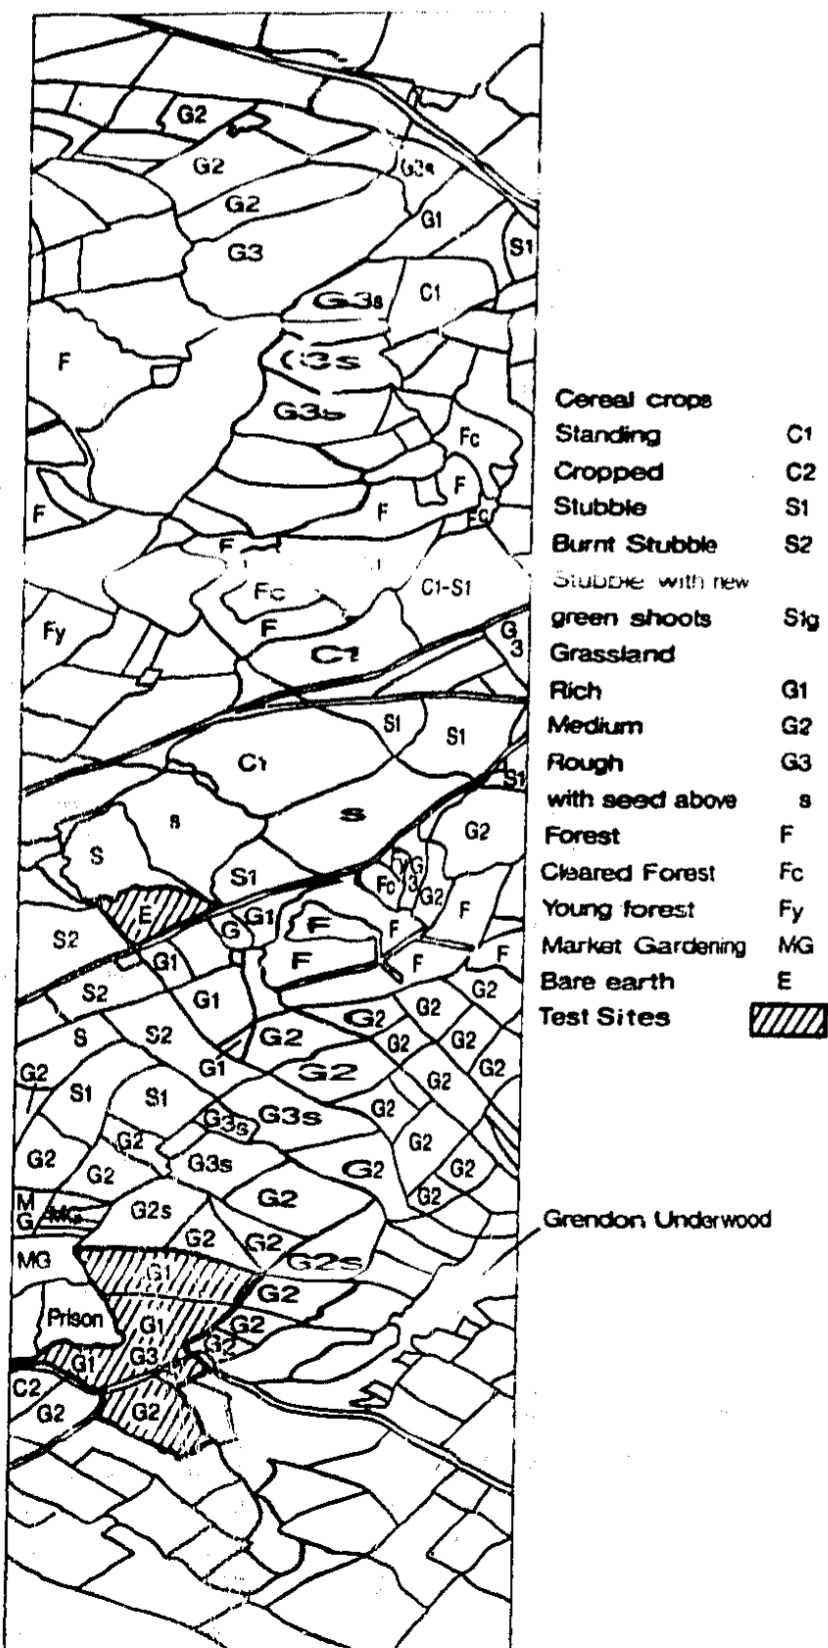 G2
G2
G3s
G2
G1
G3
S1
G3s
C1
G3s
F
G3s
Fc
F
F
F
Fc
F
Fc
C1-S1
Fy
F
C1
G
3
S1
S1
C1
S1
s
s
G2
S
S1
Fc
G
3
G2
E
G
G1
F
F
F
S2
G1
F
F
F
S2
G1
G2
G2
G2
S
S2
G2
G2
G2
G2
G1
G2
G2
S1
S1
G3s
G3s
G2
G2
G2
G2
G3s
G2
G2
G2
G2
M
G
MG
G2s
G2
G2
G2
G2
G2s
MG
G1
G2
Prison
G1
G2
G2
G1
G3
C2
G2
G2
Cereal crops
Standing C1
Cropped C2
Stubble S1
Burnt Stubble S2
Stubble with new
green shoots S1g
Grassland
Rich G1
Medium G2
Rough G3
with seed above s
Forest F
Cleared Forest Fc
Young forest Fy
Market Gardening MG
Bare earth E
Test Sites
Grendon Underwood